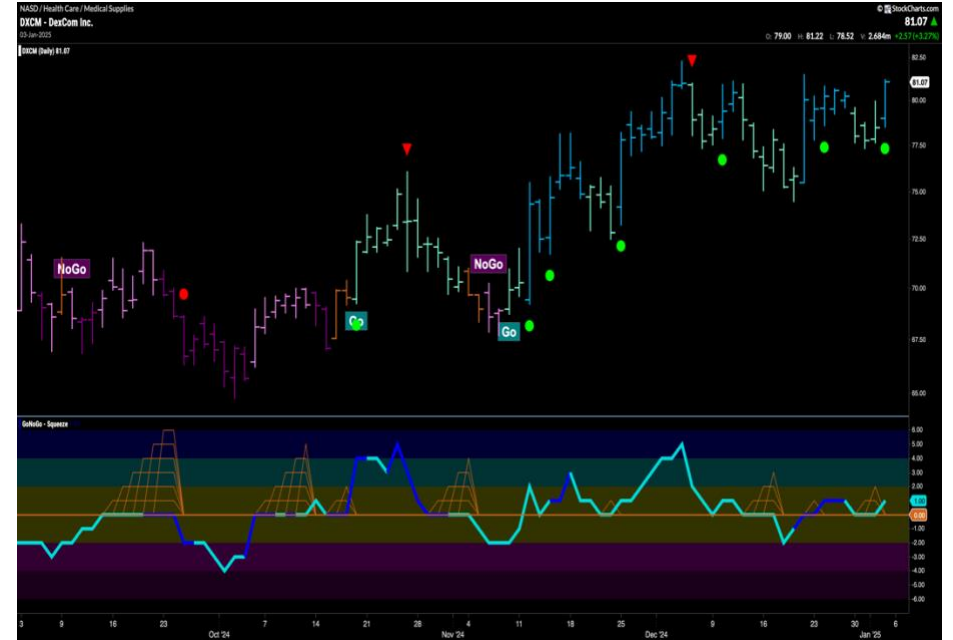 NASD / Health Care / Medical Supplies
© StockCharts.com
DXCM - DexCom Inc.
81.07
03-Jan-2025
O: 79.00 H: 81.22 L: 78.52 V: 2.684m +2.57 (+3.27%)
DXCM (Daily) 81.07
82.50
81.07
80.00
77.50
75.00
72.50
NoGo
NoGo
70.00
Go
Go
67.50
65.00
GoNoGo - Squeeze
6.00
5.00
4.00
3.00
2.00
1.00
0.00
-1.00
-2.00
-3.00
-4.00
-5.00
-6.00
3 9 16 23 7 14 21 28 4 11 18 25 9 16 23 30 6
Oct '24 Nov '24 Dec '24 Jan '25